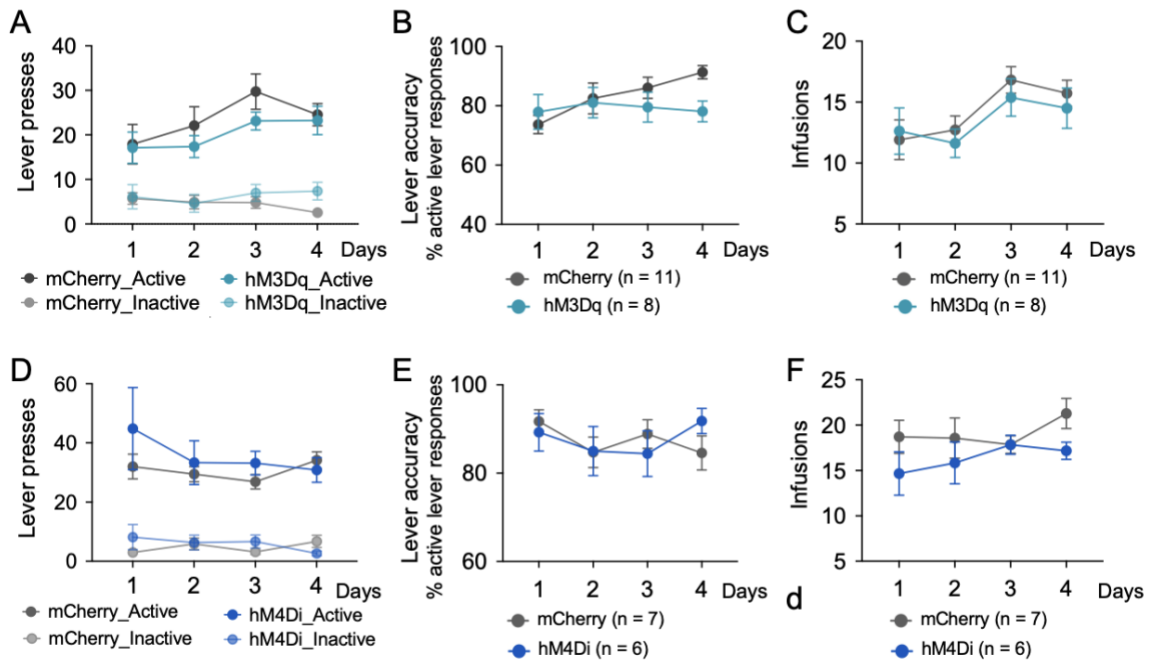 A
Lever presses
40
30
20
10
0
1 2 3 4 Days
mCherry_Active hM3Dq_Active
mCherry_Inactive hM3Dq_Inactive
B
Lever accuracy
% active lever responses
100
80
60
40
1 2 3 4 Days
mCherry (n = 11)
hM3Dq (n = 8)
C
Infusions
20
15
10
5
1 2 3 4 Days
mCherry (n = 11)
hM3Dq (n = 8)
D
Lever presses
60
40
20
0
1 2 3 4 Days
mCherry_Active hM4Di_Active
mCherry_Inactive hM4Di_Inactive
E
Lever accuracy
% active lever responses
100
80
60
1 2 3 4 Days
mCherry (n = 7)
hM4Di (n = 6)
d
F
Infusions
25
20
15
10
5
1 2 3 4 Days
mCherry (n = 7)
hM4Di (n = 6)